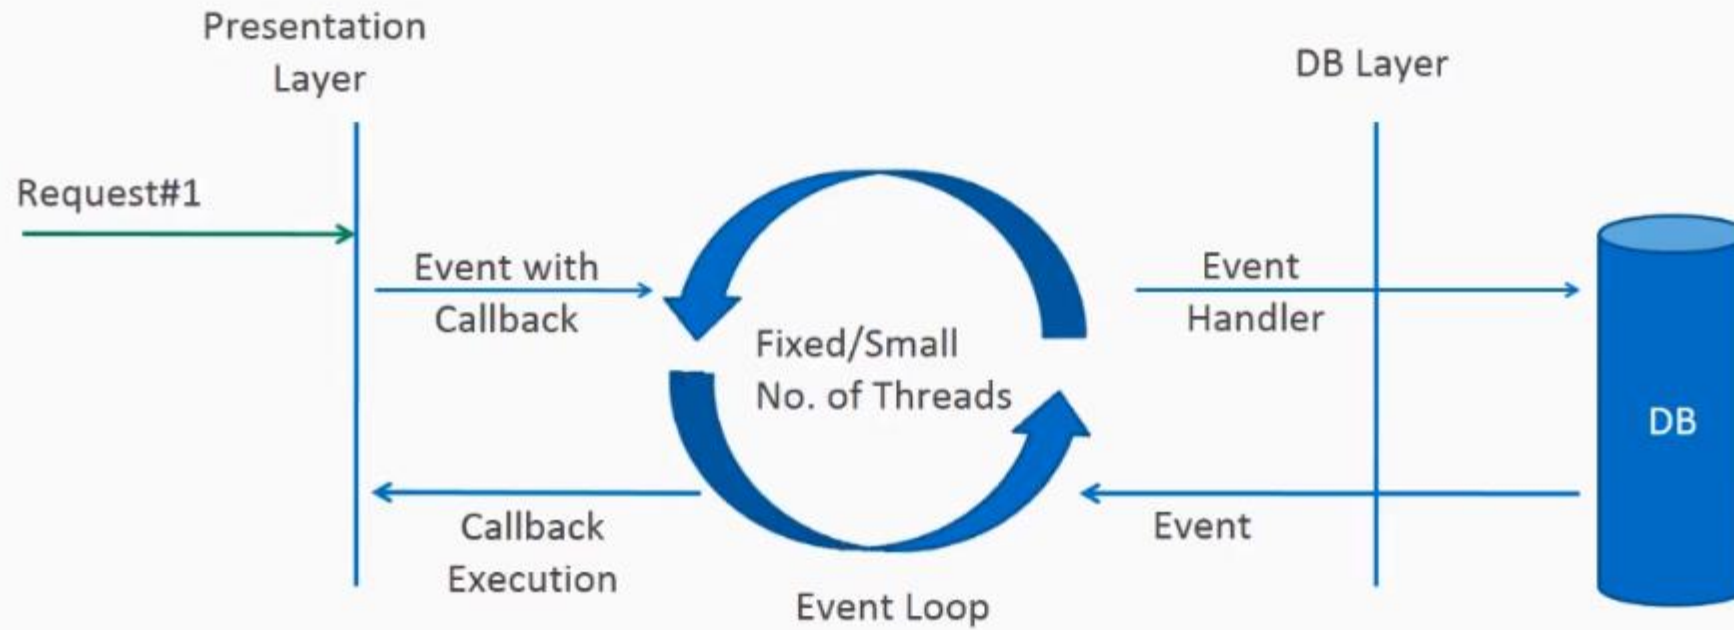 Presentation
Layer
DB Layer
Request#1
Event with
Callback
Event
Handler
Fixed/Small
No. of Threads
DB
Callback
Execution
Event
Event Loop